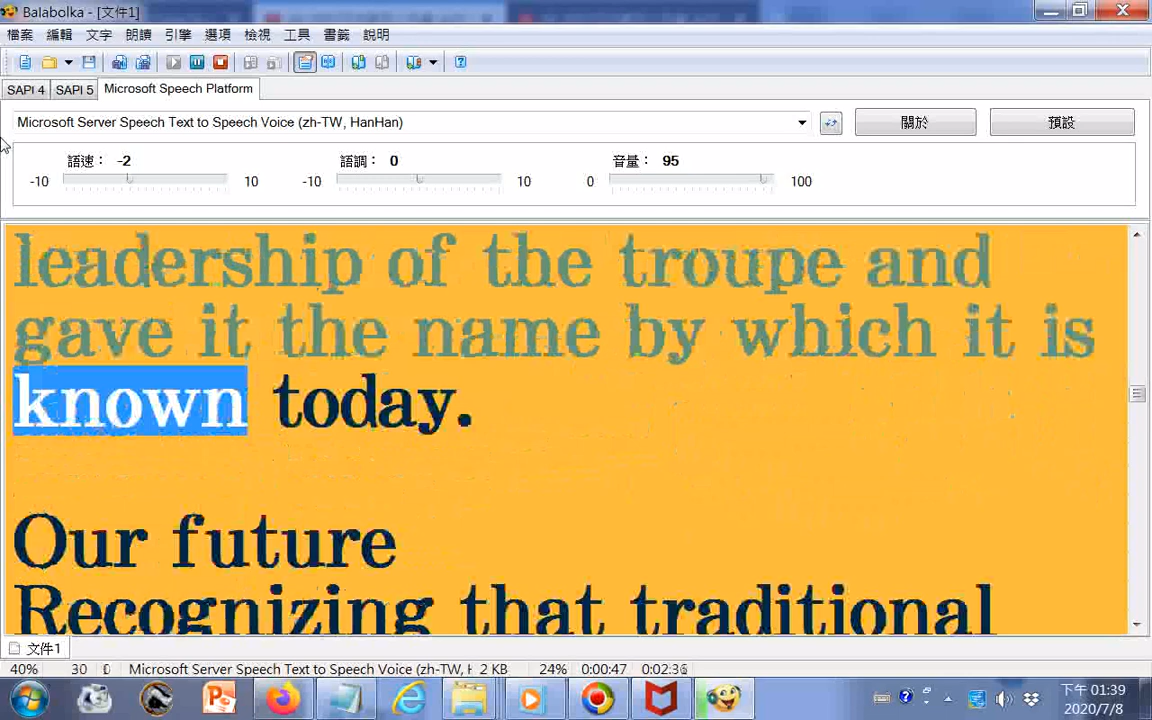 Balabolka - [文件1]
檔案 編輯 文字 朗讀 引擎 選項 檢視 工具 書籤 說明
SAPI 4 SAPI 5 Microsoft Speech Platform
Microsoft Server Speech Text to Speech Voice (zh-TW, HanHan) 關於 預設
語速： -2 語調： 0 音量： 95
-10 10 -10 10 0 100
leadership of the troupe and
gave it the name by which it is
known today.
Our future
Recognizing that traditional
文件1
40% 30 0 Microsoft Server Speech Text to Speech Voice (zh-TW, 2 KB 24% 0:00:47 0:02:36
下午 01:39
2020/7/8